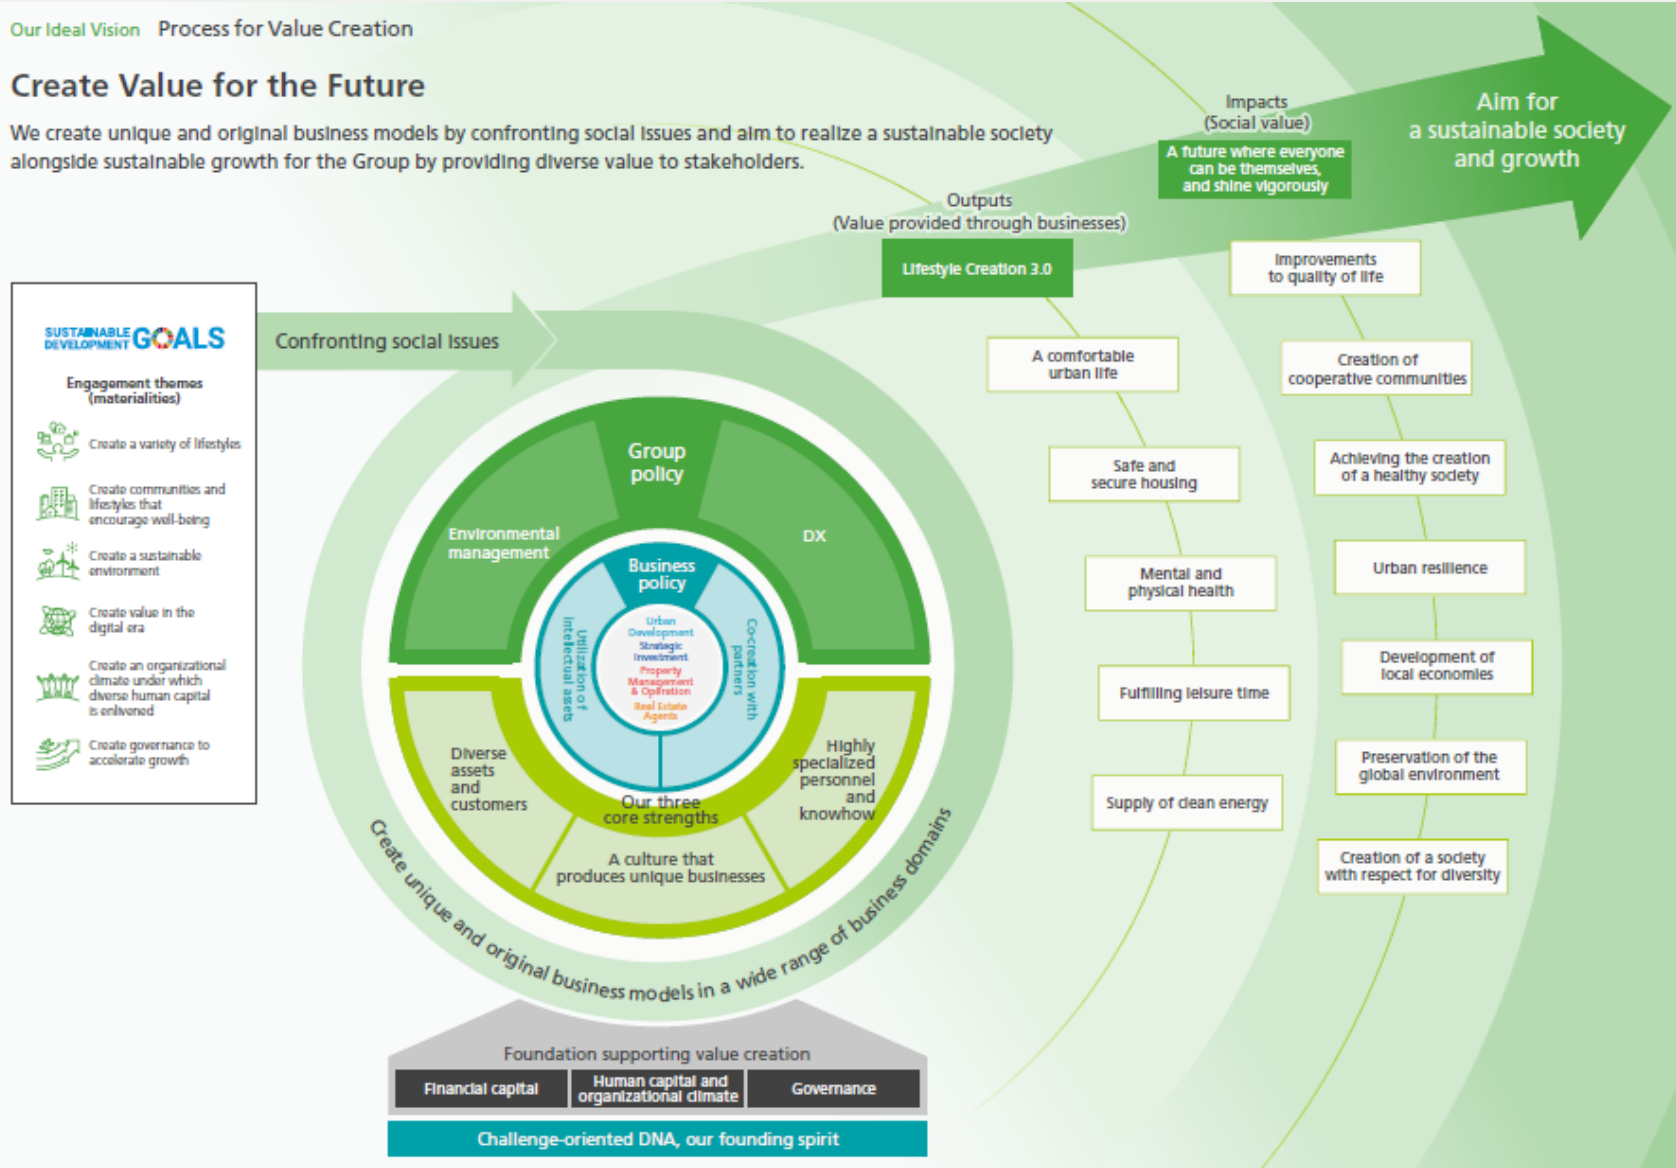 Our Ideal Vision Process for Value Creation
Create Value for the Future
We create unique and original business models by confronting social issues and aim to realize a sustainable society
alongside sustainable growth for the Group by providing diverse value to stakeholders.
SUSTAINABLE
DEVELOPMENT GOALS
Engagement themes
(materialities)
Create a variety of lifestyles
Create communities and
lifestyles that
encourage well-being
Create a sustainable
environment
Create value in the
digital era
Create an organizational
climate under which
diverse human capital
is enlivened
Create governance to
accelerate growth
Confronting social issues
Group
policy
Environmental
management
DX
Business
policy
Utilization of
intellectual assets
Co-creation with
partners
Urban
Development
Strategic
Investment
Property
Management
& Operation
Real Estate
Agents
Diverse
assets
and
customers
Our three
core strengths
A culture that
produces unique businesses
Highly
specialized
personnel
and
knowhow
Create unique and original business models in a wide range of business domains
Foundation supporting value creation
Financial capital
Human capital and
organizational climate
Governance
Challenge-oriented DNA, our founding spirit
Outputs
(Value provided through businesses)
Lifestyle Creation 3.0
A comfortable
urban life
Safe and
secure housing
Mental and
physical health
Fulfilling leisure time
Supply of clean energy
Impacts
(Social value)
A future where everyone
can be themselves,
and shine vigorously
Improvements
to quality of life
Creation of
cooperative communities
Achieving the creation
of a healthy society
Urban resilience
Development of
local economies
Preservation of the
global environment
Creation of a society
with respect for diversity
Aim for
a sustainable society
and growth